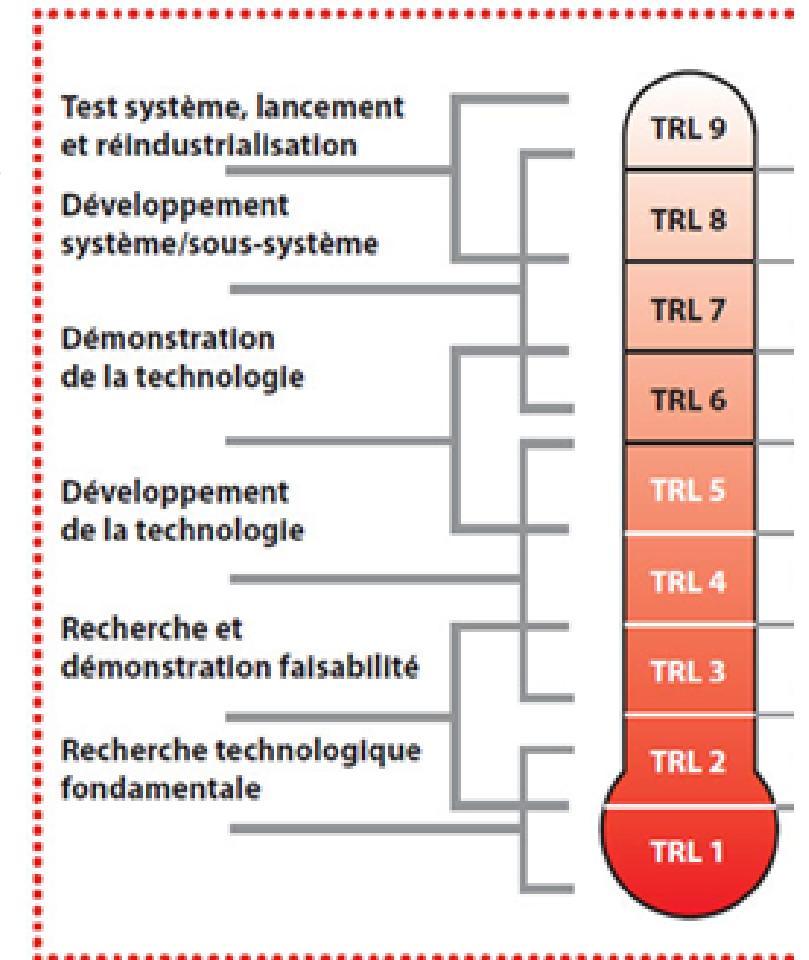 Test système, lancement
et réindustrialisation
Développement
système/sous-système
Démonstration
de la technologie
Développement
de la technologie
Recherche et
démonstration faisabilité
Recherche technologique
fondamentale
TRL 9
TRL 8
TRL 7
TRL 6
TRL 5
TRL 4
TRL 3
TRL 2
TRL 1